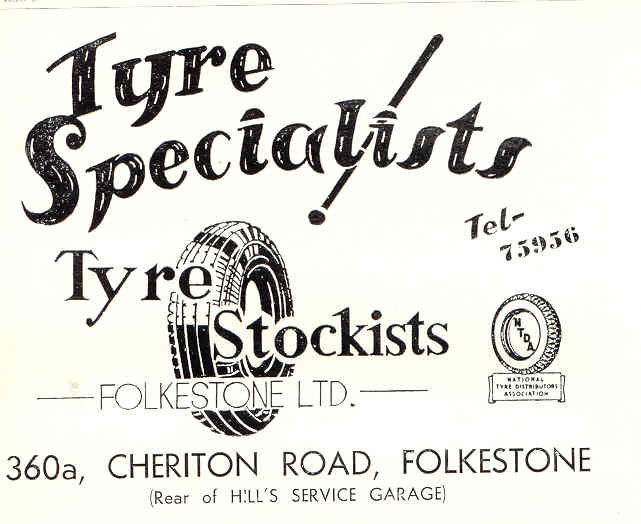 Tyre
Specialists
Tel-
75956
Tyre
Stockists
FOLKESTONE LTD.
NTDA
NATIONAL
TYRE DISTRIBUTORS
ASSOCIATION
360a, CHERITON ROAD, FOLKESTONE
(Rear of HILL'S SERVICE GARAGE)